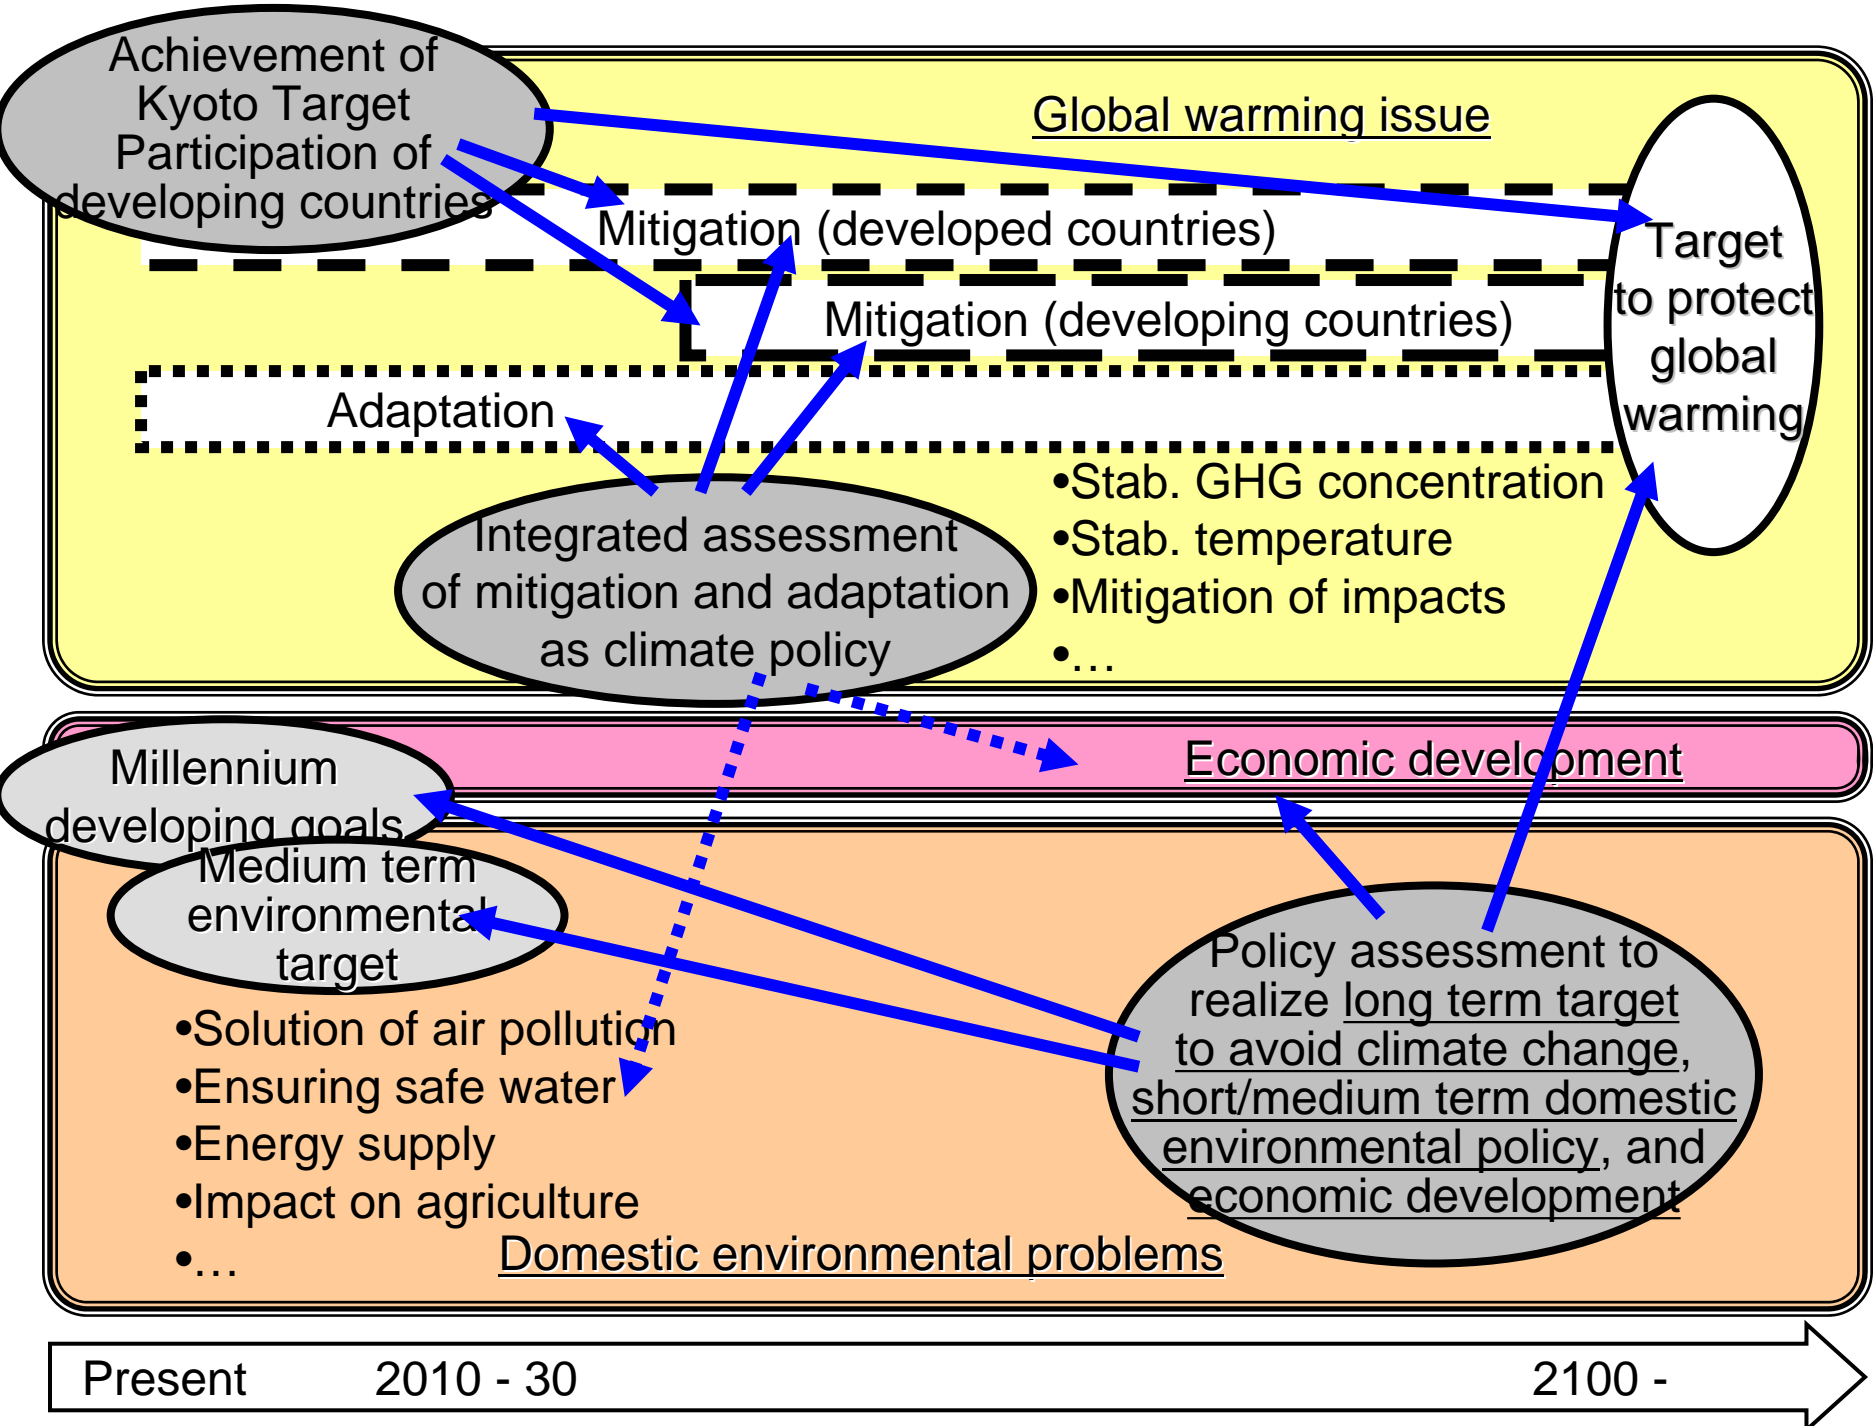 Achievement of
Kyoto Target
Participation of
developing countries
Global warming issue
Mitigation (developed countries)
Mitigation (developing countries)
Adaptation
Target
to protect
global
warming
Integrated assessment
of mitigation and adaptation
as climate policy
•Stab. GHG concentration
•Stab. temperature
•Mitigation of impacts
•…
Economic development
Millennium
developing goals
Medium term
environmental
target
•Solution of air pollution
•Ensuring safe water
•Energy supply
•Impact on agriculture
•…
Domestic environmental problems
Policy assessment to
realize long term target
to avoid climate change,
short/medium term domestic
environmental policy, and
economic development
Present
2010 - 30
2100 -